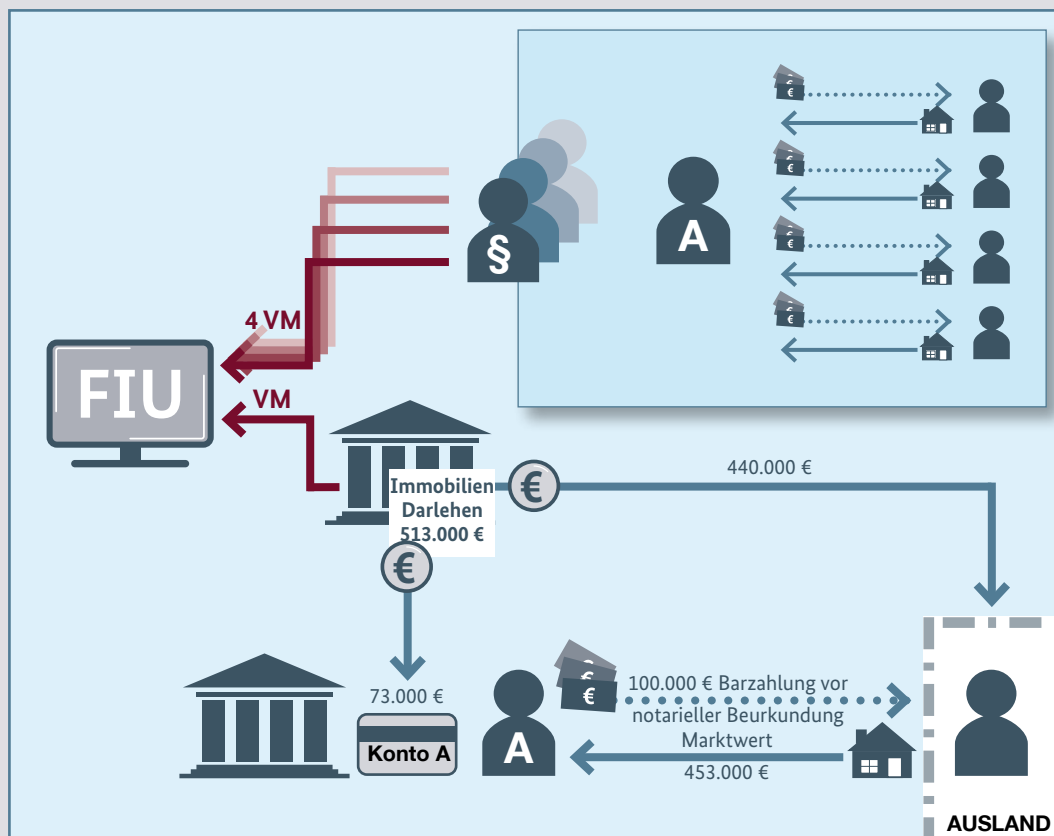 €
€
€
€
A
§
4 VM
FIU
VM
440.000 €
€
Immobilien
Darlehen
513.000 €
€
73.000 €
Konto A
A
€
€
100.000 € Barzahlung vor
notarieller Beurkundung
Marktwert
453.000 €
AUSLAND